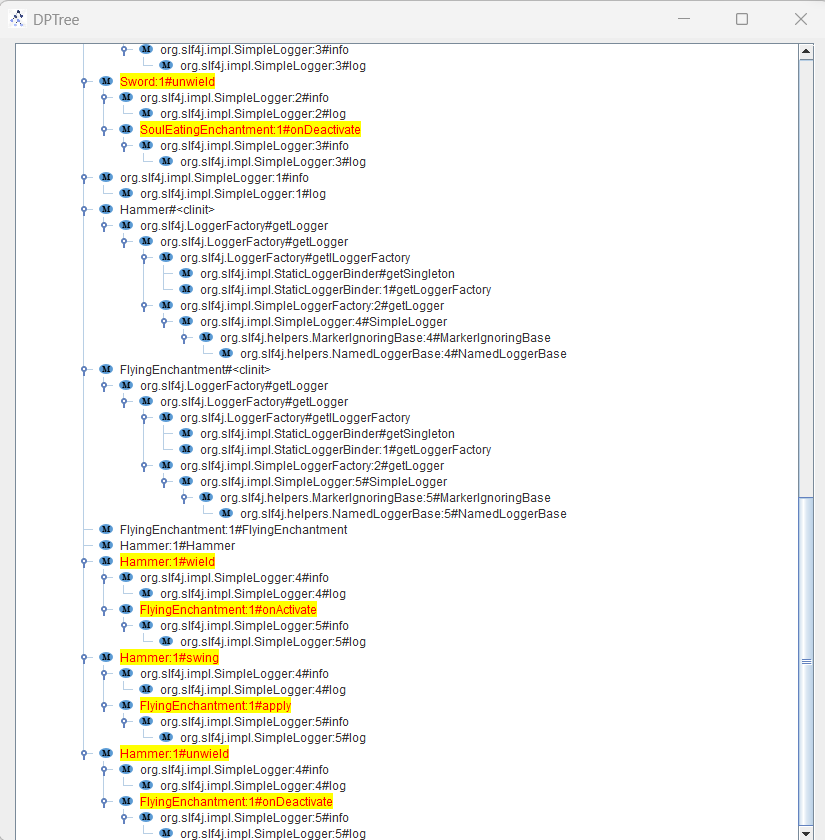 DPTree
org.slf4j.impl.SimpleLogger:3#info
org.slf4j.impl.SimpleLogger:3#log
Sword:1#unwield
org.slf4j.impl.SimpleLogger:2#info
org.slf4j.impl.SimpleLogger:2#log
SoulEatingEnchantment:1#onDeactivate
org.slf4j.impl.SimpleLogger:3#info
org.slf4j.impl.SimpleLogger:3#log
org.slf4j.impl.SimpleLogger:1#info
org.slf4j.impl.SimpleLogger:1#log
Hammer#<clinit>
org.slf4j.LoggerFactory#getLogger
org.slf4j.LoggerFactory#getLogger
org.slf4j.LoggerFactory#getILoggerFactory
org.slf4j.impl.StaticLoggerBinder#getSingleton
org.slf4j.impl.StaticLoggerBinder:1#getLoggerFactory
org.slf4j.impl.SimpleLoggerFactory:2#getLogger
org.slf4j.impl.SimpleLogger:4#SimpleLogger
org.slf4j.helpers.MarkerIgnoringBase:4#MarkerIgnoringBase
org.slf4j.helpers.NamedLoggerBase:4#NamedLoggerBase
FlyingEnchantment#<clinit>
org.slf4j.LoggerFactory#getLogger
org.slf4j.LoggerFactory#getLogger
org.slf4j.LoggerFactory#getILoggerFactory
org.slf4j.impl.StaticLoggerBinder#getSingleton
org.slf4j.impl.StaticLoggerBinder:1#getLoggerFactory
org.slf4j.impl.SimpleLoggerFactory:2#getLogger
org.slf4j.impl.SimpleLogger:5#SimpleLogger
org.slf4j.helpers.MarkerIgnoringBase:5#MarkerIgnoringBase
org.slf4j.helpers.NamedLoggerBase:5#NamedLoggerBase
FlyingEnchantment:1#FlyingEnchantment
Hammer:1#Hammer
Hammer:1#wield
org.slf4j.impl.SimpleLogger:4#info
org.slf4j.impl.SimpleLogger:4#log
FlyingEnchantment:1#onActivate
org.slf4j.impl.SimpleLogger:5#info
org.slf4j.impl.SimpleLogger:5#log
Hammer:1#swing
org.slf4j.impl.SimpleLogger:4#info
org.slf4j.impl.SimpleLogger:4#log
FlyingEnchantment:1#apply
org.slf4j.impl.SimpleLogger:5#info
org.slf4j.impl.SimpleLogger:5#log
Hammer:1#unwield
org.slf4j.impl.SimpleLogger:4#info
org.slf4j.impl.SimpleLogger:4#log
FlyingEnchantment:1#onDeactivate
org.slf4j.impl.SimpleLogger:5#info
org.slf4j.impl.SimpleLogger:5#log